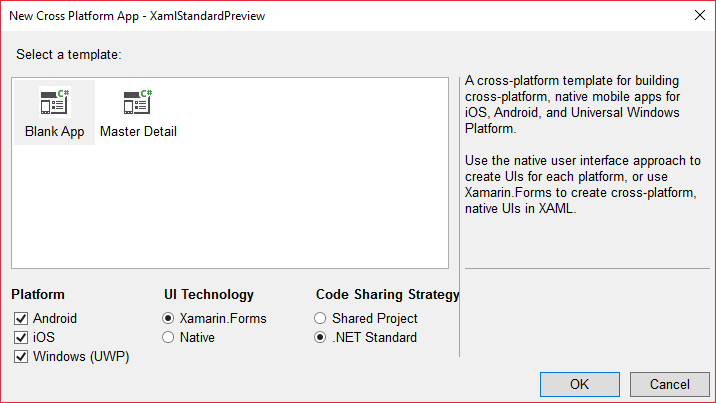 New Cross Platform App - XamlStandardPreview
Select a template:
C#
Blank App
C#
Master Detail
A cross-platform template for building
cross-platform, native mobile apps for
iOS, Android, and Universal Windows
Platform.
Use the native user interface approach to
create UIs for each platform, or use
Xamarin.Forms to create cross-platform,
native UIs in XAML.
Platform
Android
iOS
Windows (UWP)
UI Technology
Xamarin.Forms
Native
Code Sharing Strategy
Shared Project
.NET Standard
OK
Cancel